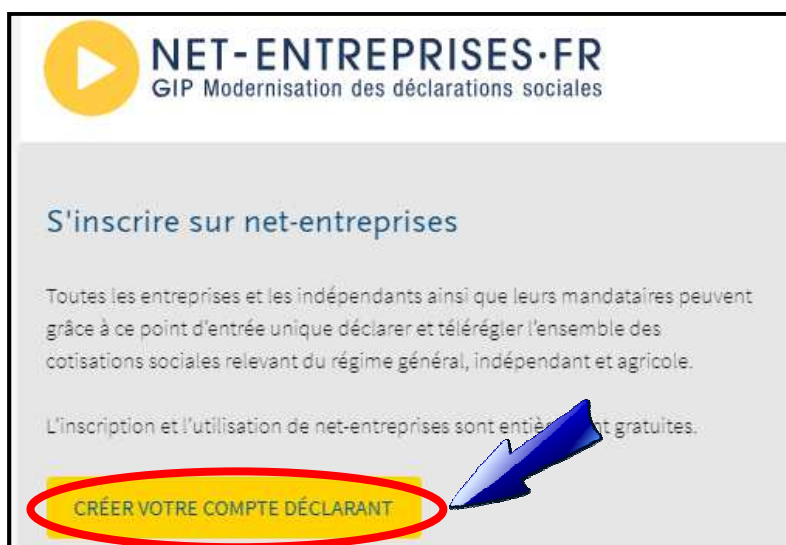 NET-ENTREPRISES·FR
GIP Modernisation des déclarations sociales
S'inscrire sur net-entreprises
Toutes les entreprises et les indépendants ainsi que leurs mandataires peuvent
grâce à ce point d'entrée unique déclarer et télérégler l'ensemble des
cotisations sociales relevant du régime général, indépendant et agricole.
L'inscription et l'utilisation de net-entreprises sont gratuites.
CRÉER VOTRE COMPTE DÉCLARANT